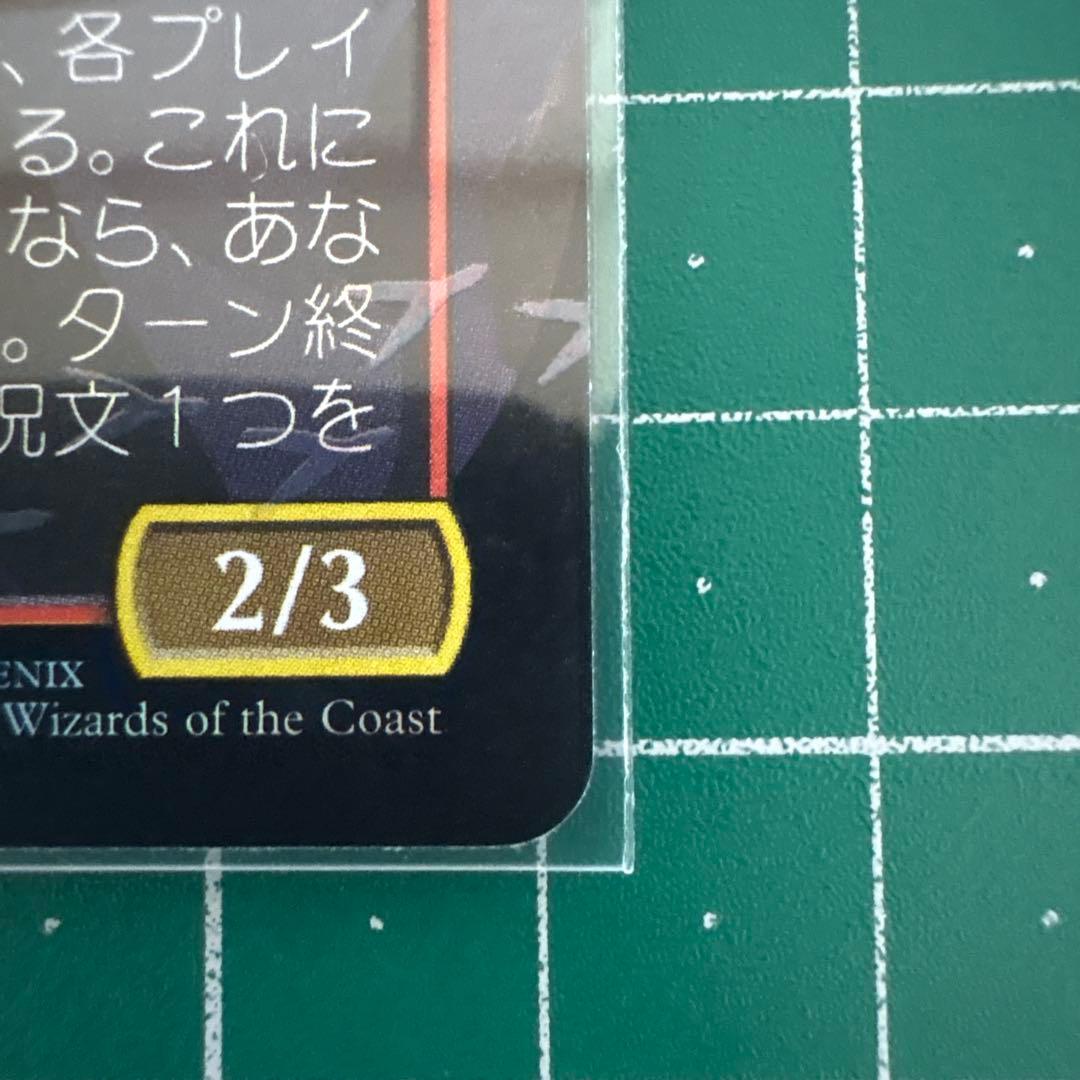 、各プレイ
る。これに
なら、あな
。ターン終
呪文1つを
2/3
ENIX
Wizards of the Coast